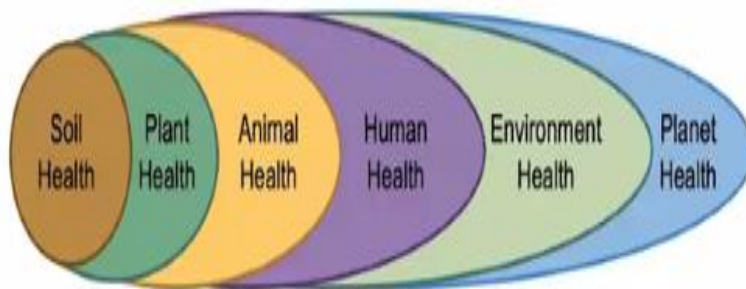 Soil
Health
Plant
Health
Animal
Health
Human
Health
Environment
Health
Planet
Health